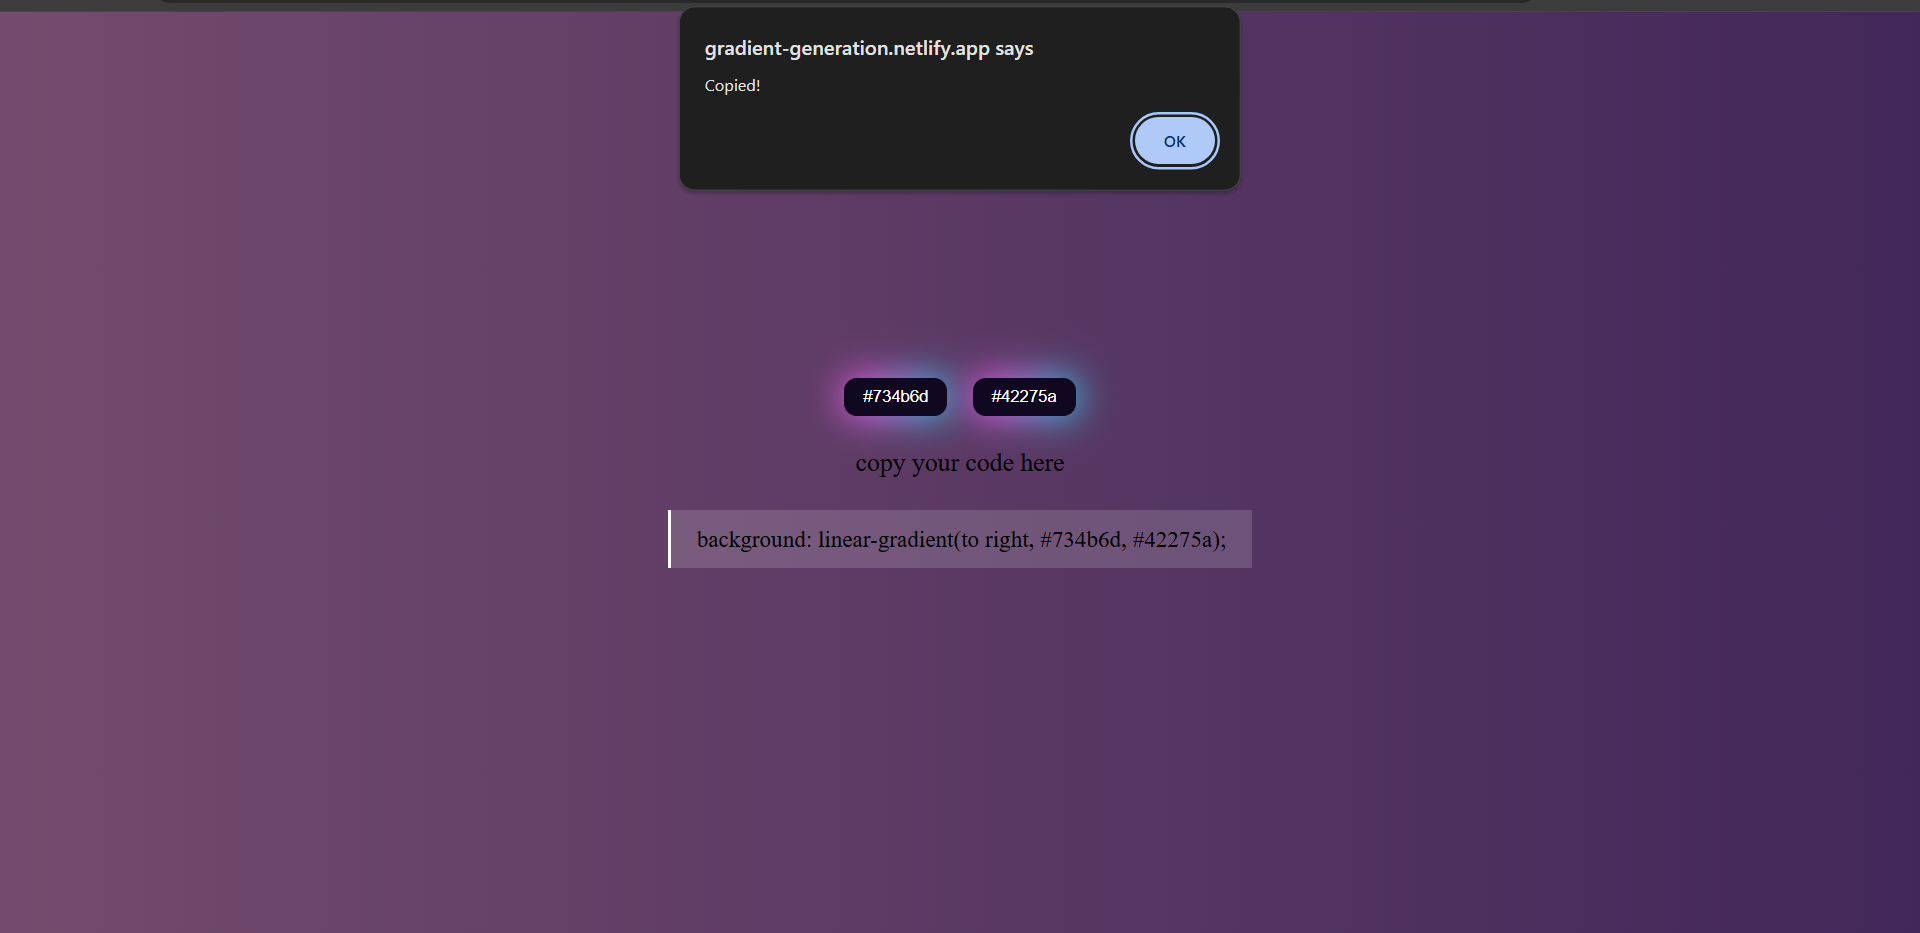 gradient-generation.netlify.app says
Copied!
OK
#734b6d #42275a
copy your code here
background: linear-gradient(to right, #734b6d, #42275a);